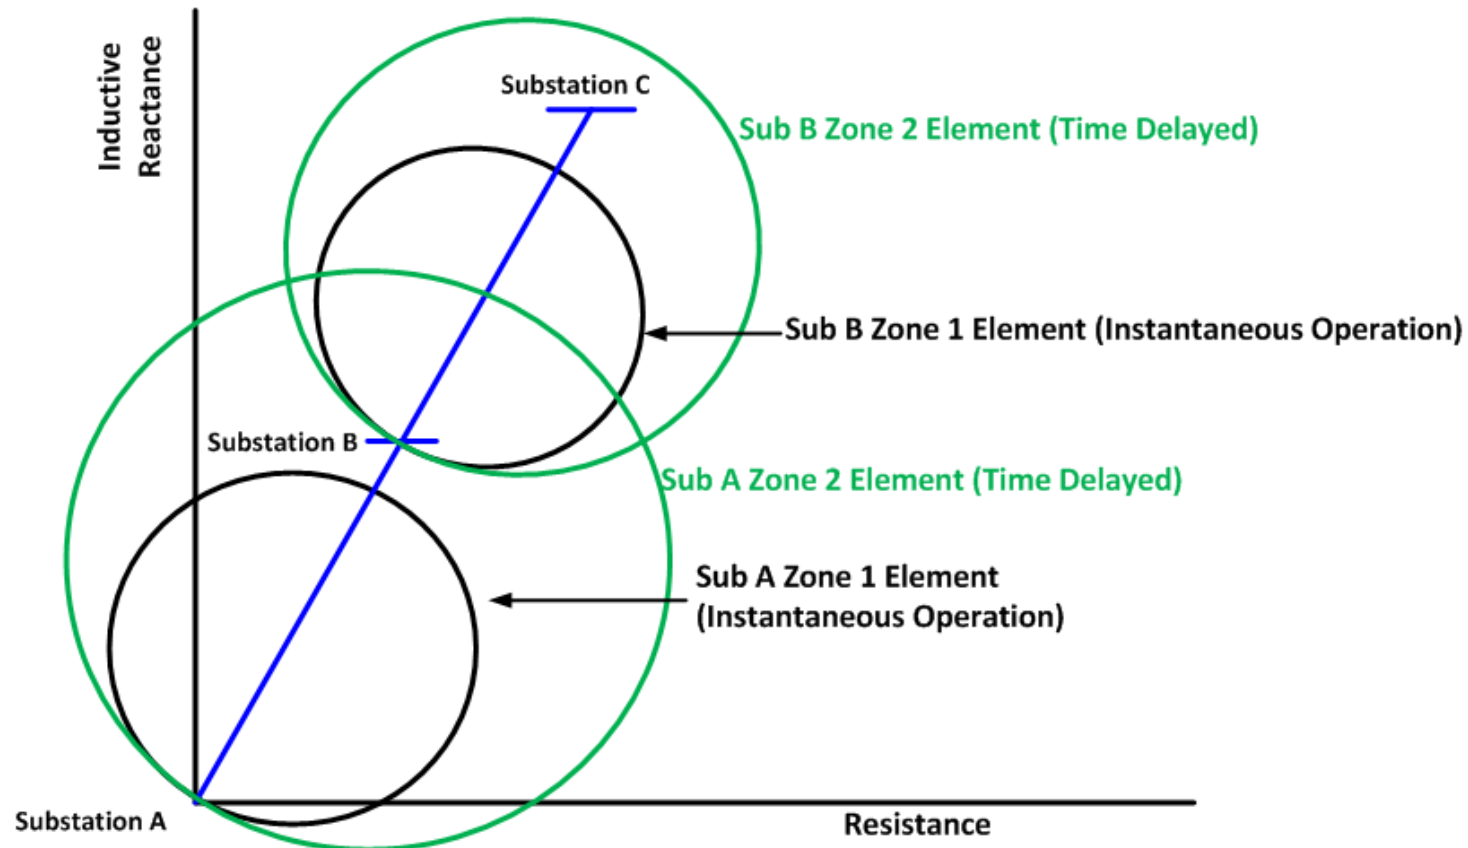 Inductive
Reactance
Substation C
Sub B Zone 2 Element (Time Delayed)
Sub B Zone 1 Element (Instantaneous Operation)
Substation B
Sub A Zone 2 Element (Time Delayed)
Sub A Zone 1 Element
(Instantaneous Operation)
Substation A
Resistance